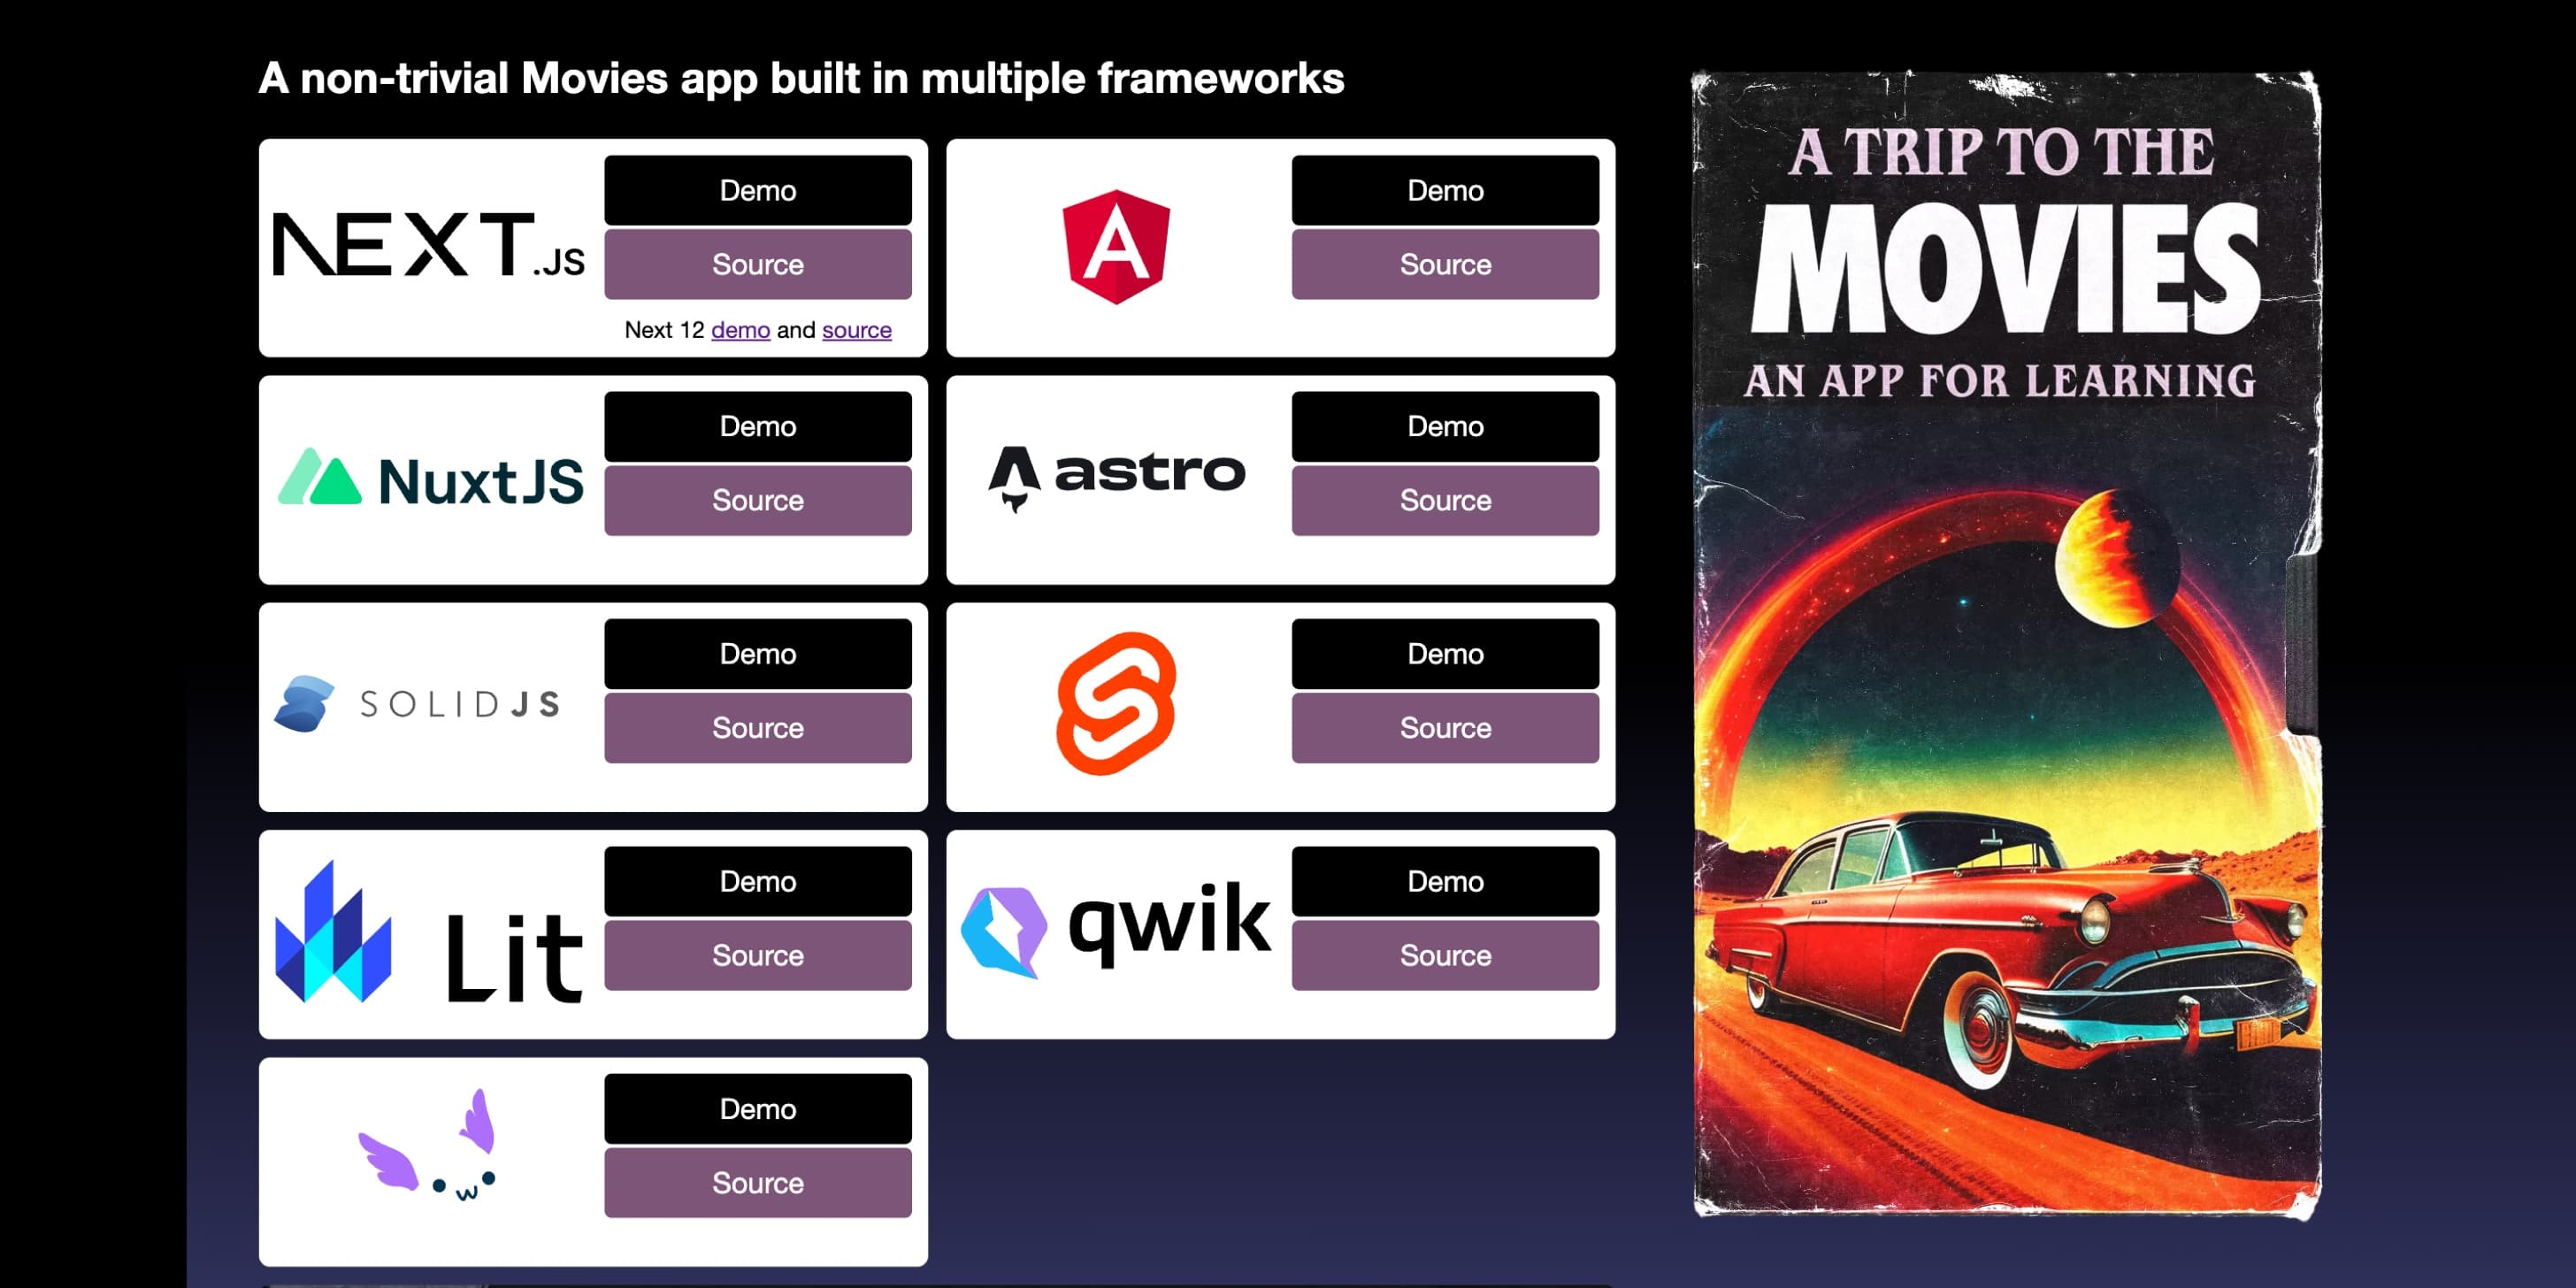 A non-trivial Movies app built in multiple frameworks
NEXT.JS
Demo
Source
Next 12 demo and source
A
Demo
Source
NuxtJS
Demo
Source
astro
Demo
Source
SOLIDJS
Demo
Source
Demo
Source
Lit
Demo
Source
qwik
Demo
Source
Demo
Source
A TRIP TO THE
MOVIES
AN APP FOR LEARNING